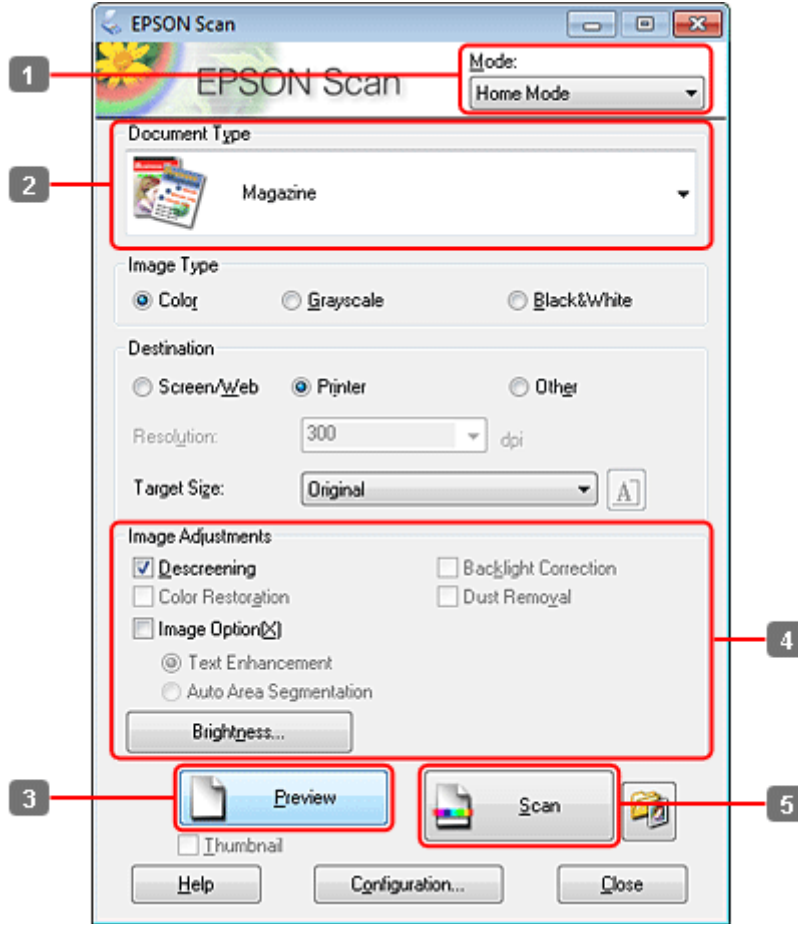 EPSON Scan
1
EPSON Scan
Mode:
Home Mode
Document Type
2
Magazine
Image Type
Color Grayscale Black&White
Destination
Screen/Web Printer Other
Resolution: 300 dpi
Target Size: Original A
Image Adjustments
Descreening Backlight Correction
Color Restoration Dust Removal
Image Option(X)
4
Text Enhancement
Auto Area Segmentation
Brightness...
3 Preview Scan 5
Thumbnail
Help Configuration... Close